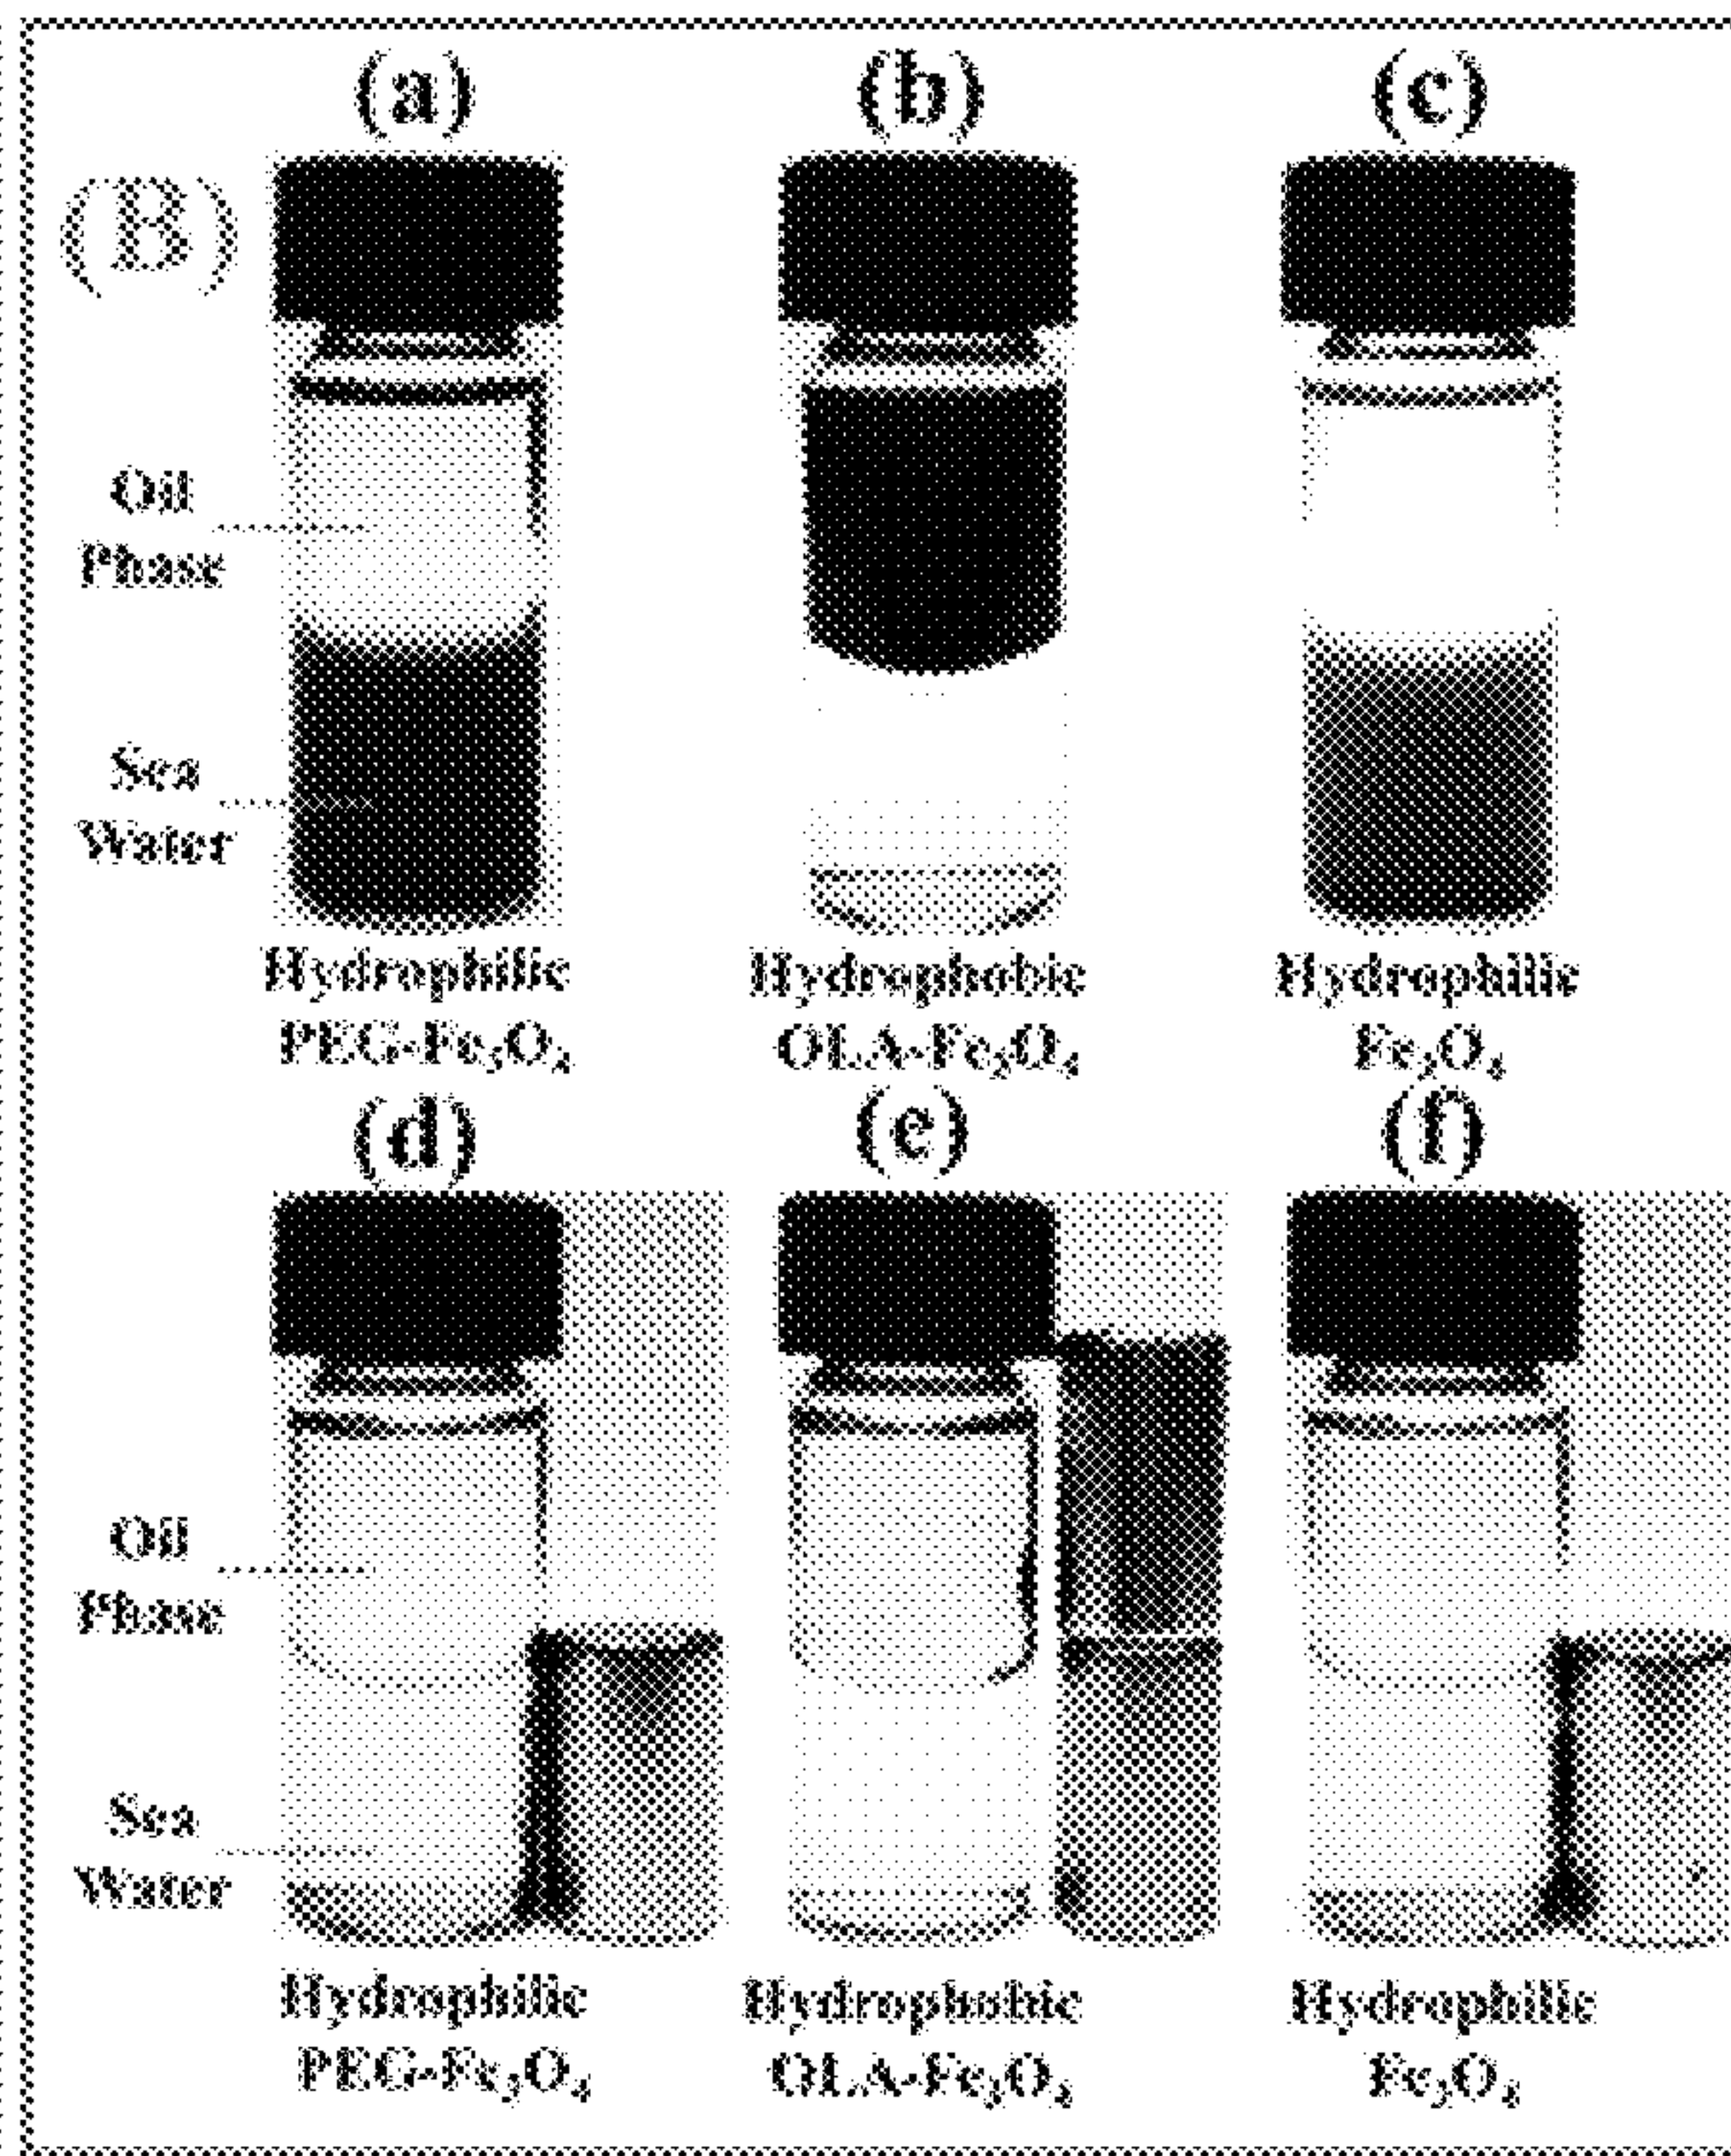 (a) (b) (c)
(B)
Oil
Phase
Sea
Water
Hydrophilic Hydrophobic Hydrophilic
PEG-Fe₃O₄ OLA-Fe₃O₄ Fe₃O₄
(d) (e) (f)
Oil
Phase
Sea
Water
Hydrophilic Hydrophobic Hydrophilic
PEG-Fe₃O₄ OLA-Fe₃O₄ Fe₃O₄